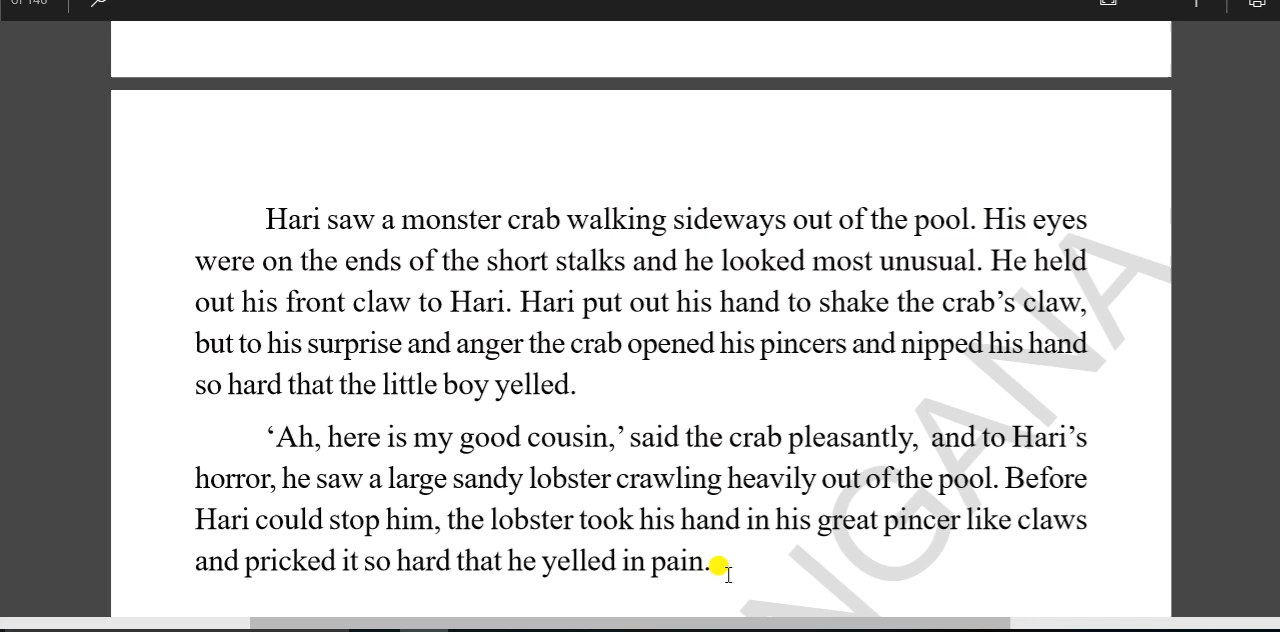 of 140
Hari saw a monster crab walking sideways out of the pool. His eyes
were on the ends of the short stalks and he looked most unusual. He held
out his front claw to Hari. Hari put out his hand to shake the crab’s claw,
but to his surprise and anger the crab opened his pincers and nipped his hand
so hard that the little boy yelled.
‘Ah, here is my good cousin,’ said the crab pleasantly, and to Hari’s
horror, he saw a large sandy lobster crawling heavily out of the pool. Before
Hari could stop him, the lobster took his hand in his great pincer like claws
and pricked it so hard that he yelled in pain.
NGANA